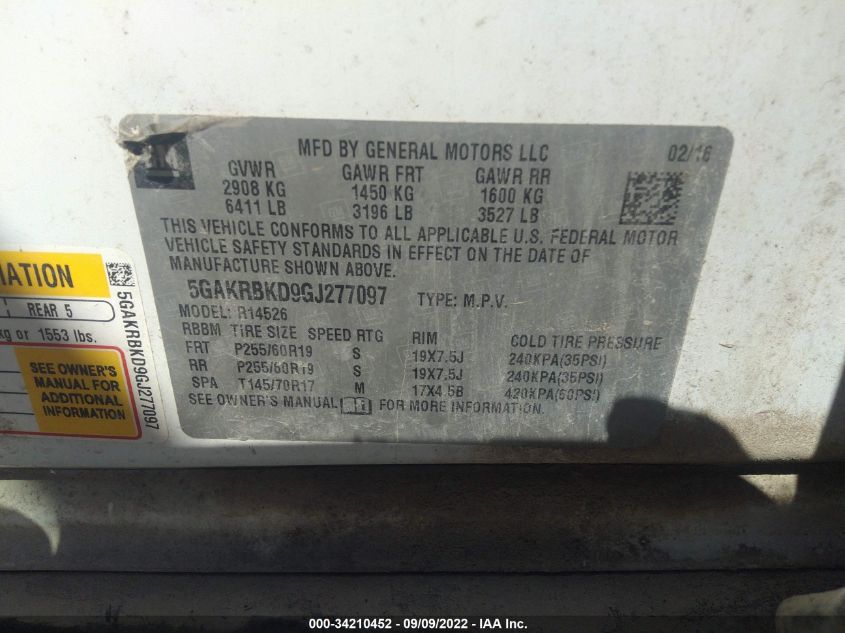 MFD BY GENERAL MOTORS LLC 02/16
GVWR GAWR FRT GAWR RR
2908 KG 1450 KG 1600 KG
6411 LB 3196 LB 3527 LB
THIS VEHICLE CONFORMS TO ALL APPLICABLE U.S. FEDERAL MOTOR
VEHICLE SAFETY STANDARDS IN EFFECT ON THE DATE OF
MANUFACTURE SHOWN ABOVE.
5GAKRBKD9GJ277097 TYPE: M.P.V.
MODEL: R14526
RBBM TIRE SIZE SPEED RTG RIM COLD TIRE PRESSURE
FRT P255/60R19 S 19X7.5J 240KPA(35PSI)
RR P255/60R19 S 19X7.5J 240KPA(35PSI)
SPA T145/70R17 M 17X4.5B 420KPA(60PSI)
SEE OWNER'S MANUAL FOR MORE INFORMATION.
MATION
REAR 5
kg or 1553 lbs.
SEE OWNER'S
MANUAL FOR
ADDITIONAL
INFORMATION
5GAKRBKD9GJ277097
000-34210452 - 09/09/2022 - IAA Inc.